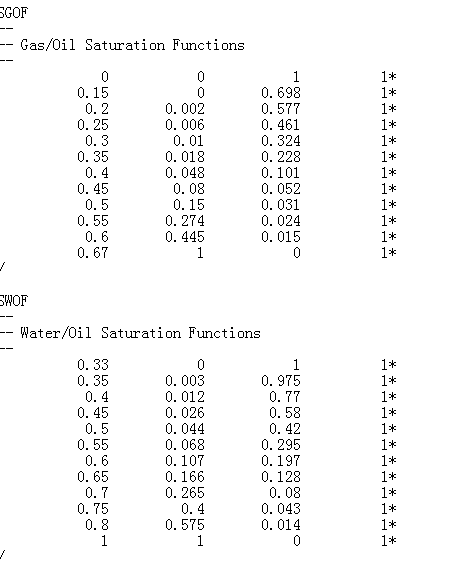 SGOF
--
-- Gas/Oil Saturation Functions
--
0 0 1 1*
0.15 0 0.698 1*
0.2 0.002 0.577 1*
0.25 0.006 0.461 1*
0.3 0.01 0.324 1*
0.35 0.018 0.228 1*
0.4 0.048 0.101 1*
0.45 0.08 0.052 1*
0.5 0.15 0.031 1*
0.55 0.274 0.024 1*
0.6 0.445 0.015 1*
0.67 1 0 1*
/
SWOF
--
-- Water/Oil Saturation Functions
--
0.33 0 1 1*
0.35 0.003 0.975 1*
0.4 0.012 0.77 1*
0.45 0.026 0.58 1*
0.5 0.044 0.42 1*
0.55 0.068 0.295 1*
0.6 0.107 0.197 1*
0.65 0.166 0.128 1*
0.7 0.265 0.08 1*
0.75 0.4 0.043 1*
0.8 0.575 0.014 1*
1 1 0 1*
/